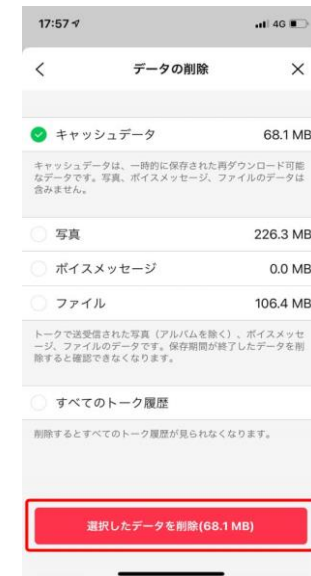 17:57
4G
データの削除
キャッシュデータ 68.1 MB
キャッシュデータは、一時的に保存された再ダウンロード可能
なデータです。写真、ボイスメッセージ、ファイルのデータは
含みません。
写真 226.3 MB
ボイスメッセージ 0.0 MB
ファイル 106.4 MB
トークで送受信された写真（アルバムを除く）、ボイスメッセ
ージ、ファイルのデータです。保存期間が終了したデータを削
除すると確認できなくなります。
すべてのトーク履歴
削除するとすべてのトーク履歴が見られなくなります。
選択したデータを削除(68.1 MB)